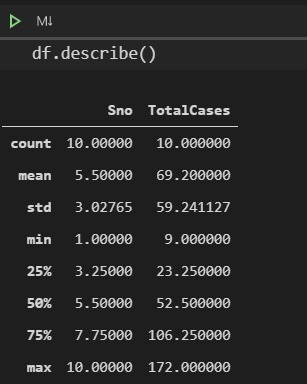 M↓
df.describe()
Sno TotalCases
count 10.00000 10.000000
mean 5.50000 69.200000
std 3.02765 59.241127
min 1.00000 9.000000
25% 3.25000 23.250000
50% 5.50000 52.500000
75% 7.75000 106.250000
max 10.00000 172.000000